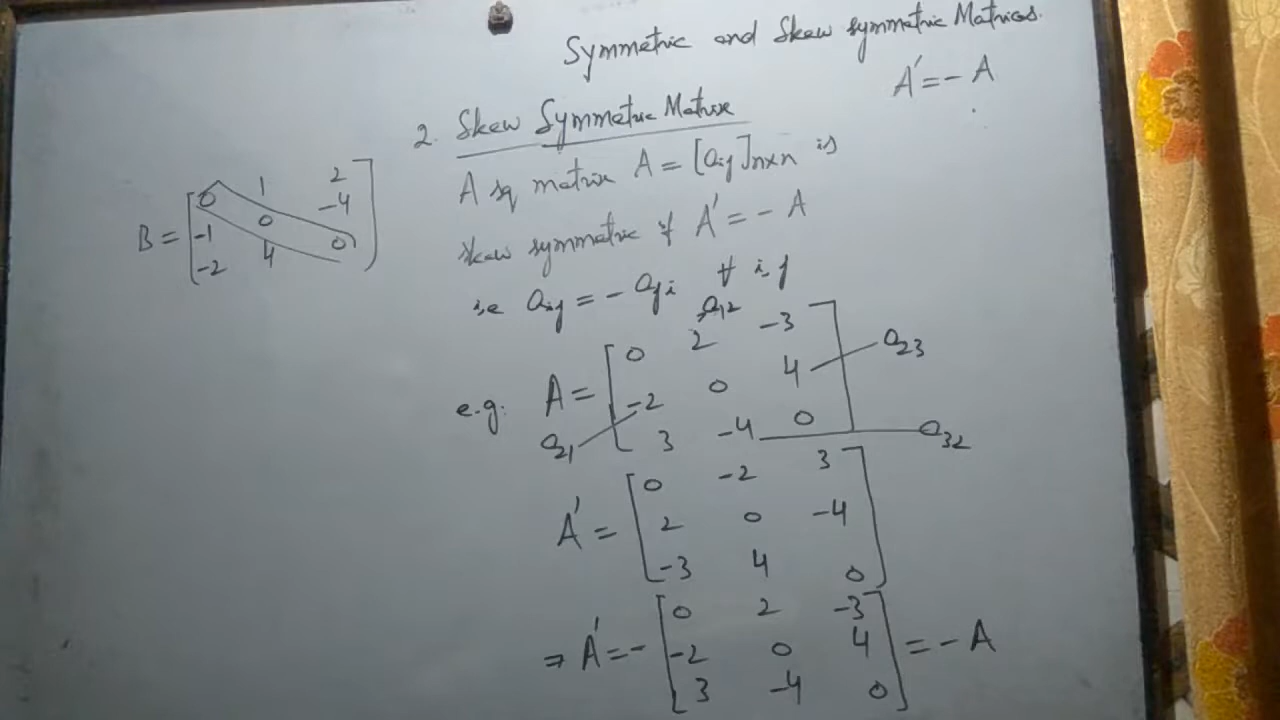 Symmetric and Skew symmetric Matrices.
A' = - A
2. Skew Symmetric Matrix
A sq matrix A = [aij]n×n is
skew symmetric if A' = - A
i.e aij = - aji ∀ i, j
e.g. A = [ 0 2 -3
-2 0 4
3 -4 0 ]
a12
a23
a21
a32
A' = [ 0 -2 3
2 0 -4
-3 4 0 ]
⇒ A' = - [ 0 2 -3
-2 0 4
3 -4 0 ] = - A
B = [ 0 1 2
-1 0 -4
-2 4 0 ]